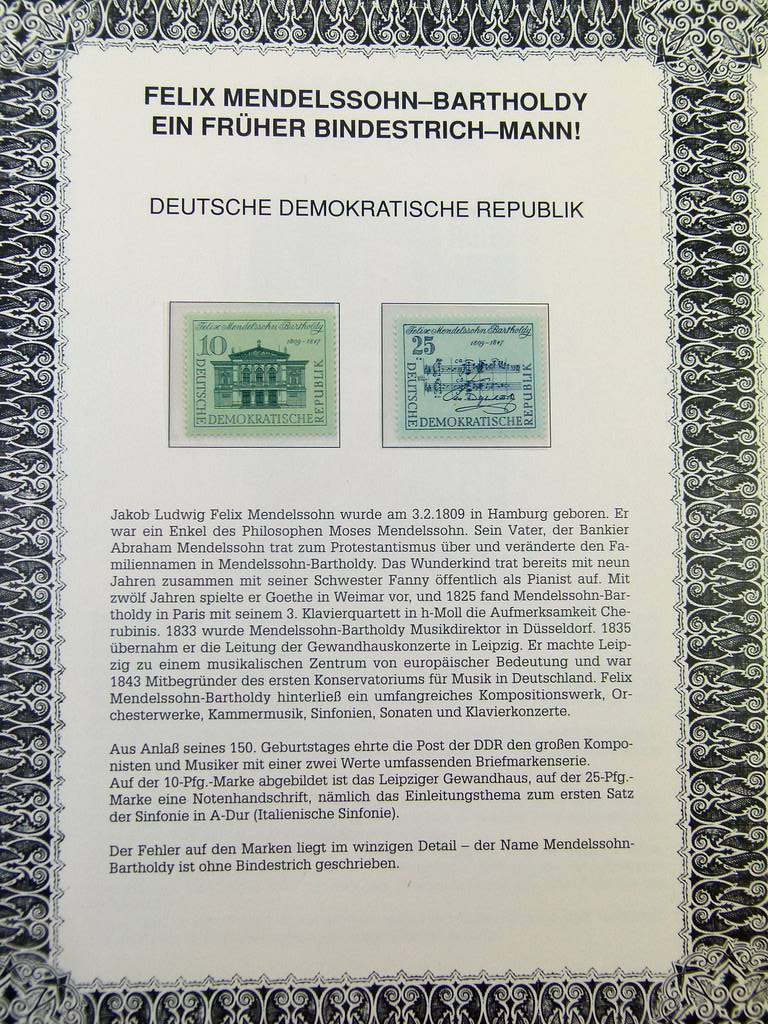 FELIX MENDELSSOHN–BARTHOLDY
EIN FRÜHER BINDESTRICH–MANN!
DEUTSCHE DEMOKRATISCHE REPUBLIK
Felix Mendelssohn Bartholdy
10
1809–1847
DEUTSCHE
DEMOKRATISCHE
REPUBLIK
Felix Mendelssohn Bartholdy
25
1809–1847
DEUTSCHE
DEMOKRATISCHE
REPUBLIK
Jakob Ludwig Felix Mendelssohn wurde am 3.2.1809 in Hamburg geboren. Er
war ein Enkel des Philosophen Moses Mendelssohn. Sein Vater, der Bankier
Abraham Mendelssohn trat zum Protestantismus über und veränderte den Fa-
miliennamen in Mendelssohn-Bartholdy. Das Wunderkind trat bereits mit neun
Jahren zusammen mit seiner Schwester Fanny öffentlich als Pianist auf. Mit
zwölf Jahren spielte er Goethe in Weimar vor, und 1825 fand Mendelssohn-Bar-
tholdy in Paris mit seinem 3. Klavierquartett in h-Moll die Aufmerksamkeit Che-
rubinis. 1833 wurde Mendelssohn-Bartholdy Musikdirektor in Düsseldorf. 1835
übernahm er die Leitung der Gewandhauskonzerte in Leipzig. Er machte Leip-
zig zu einem musikalischen Zentrum von europäischer Bedeutung und war
1843 Mitbegründer des ersten Konservatoriums für Musik in Deutschland. Felix
Mendelssohn-Bartholdy hinterließ ein umfangreiches Kompositionswerk, Or-
chesterwerke, Kammermusik, Sinfonien, Sonaten und Klavierkonzerte.
Aus Anlaß seines 150. Geburtstages ehrte die Post der DDR den großen Kompo-
nisten und Musiker mit einer zwei Werte umfassenden Briefmarkenserie.
Auf der 10-Pfg.-Marke abgebildet ist das Leipziger Gewandhaus, auf der 25-Pfg.-
Marke eine Notenhandschrift, nämlich das Einleitungsthema zum ersten Satz
der Sinfonie in A-Dur (Italienische Sinfonie).
Der Fehler auf den Marken liegt im winzigen Detail – der Name Mendelssohn-
Bartholdy ist ohne Bindestrich geschrieben.